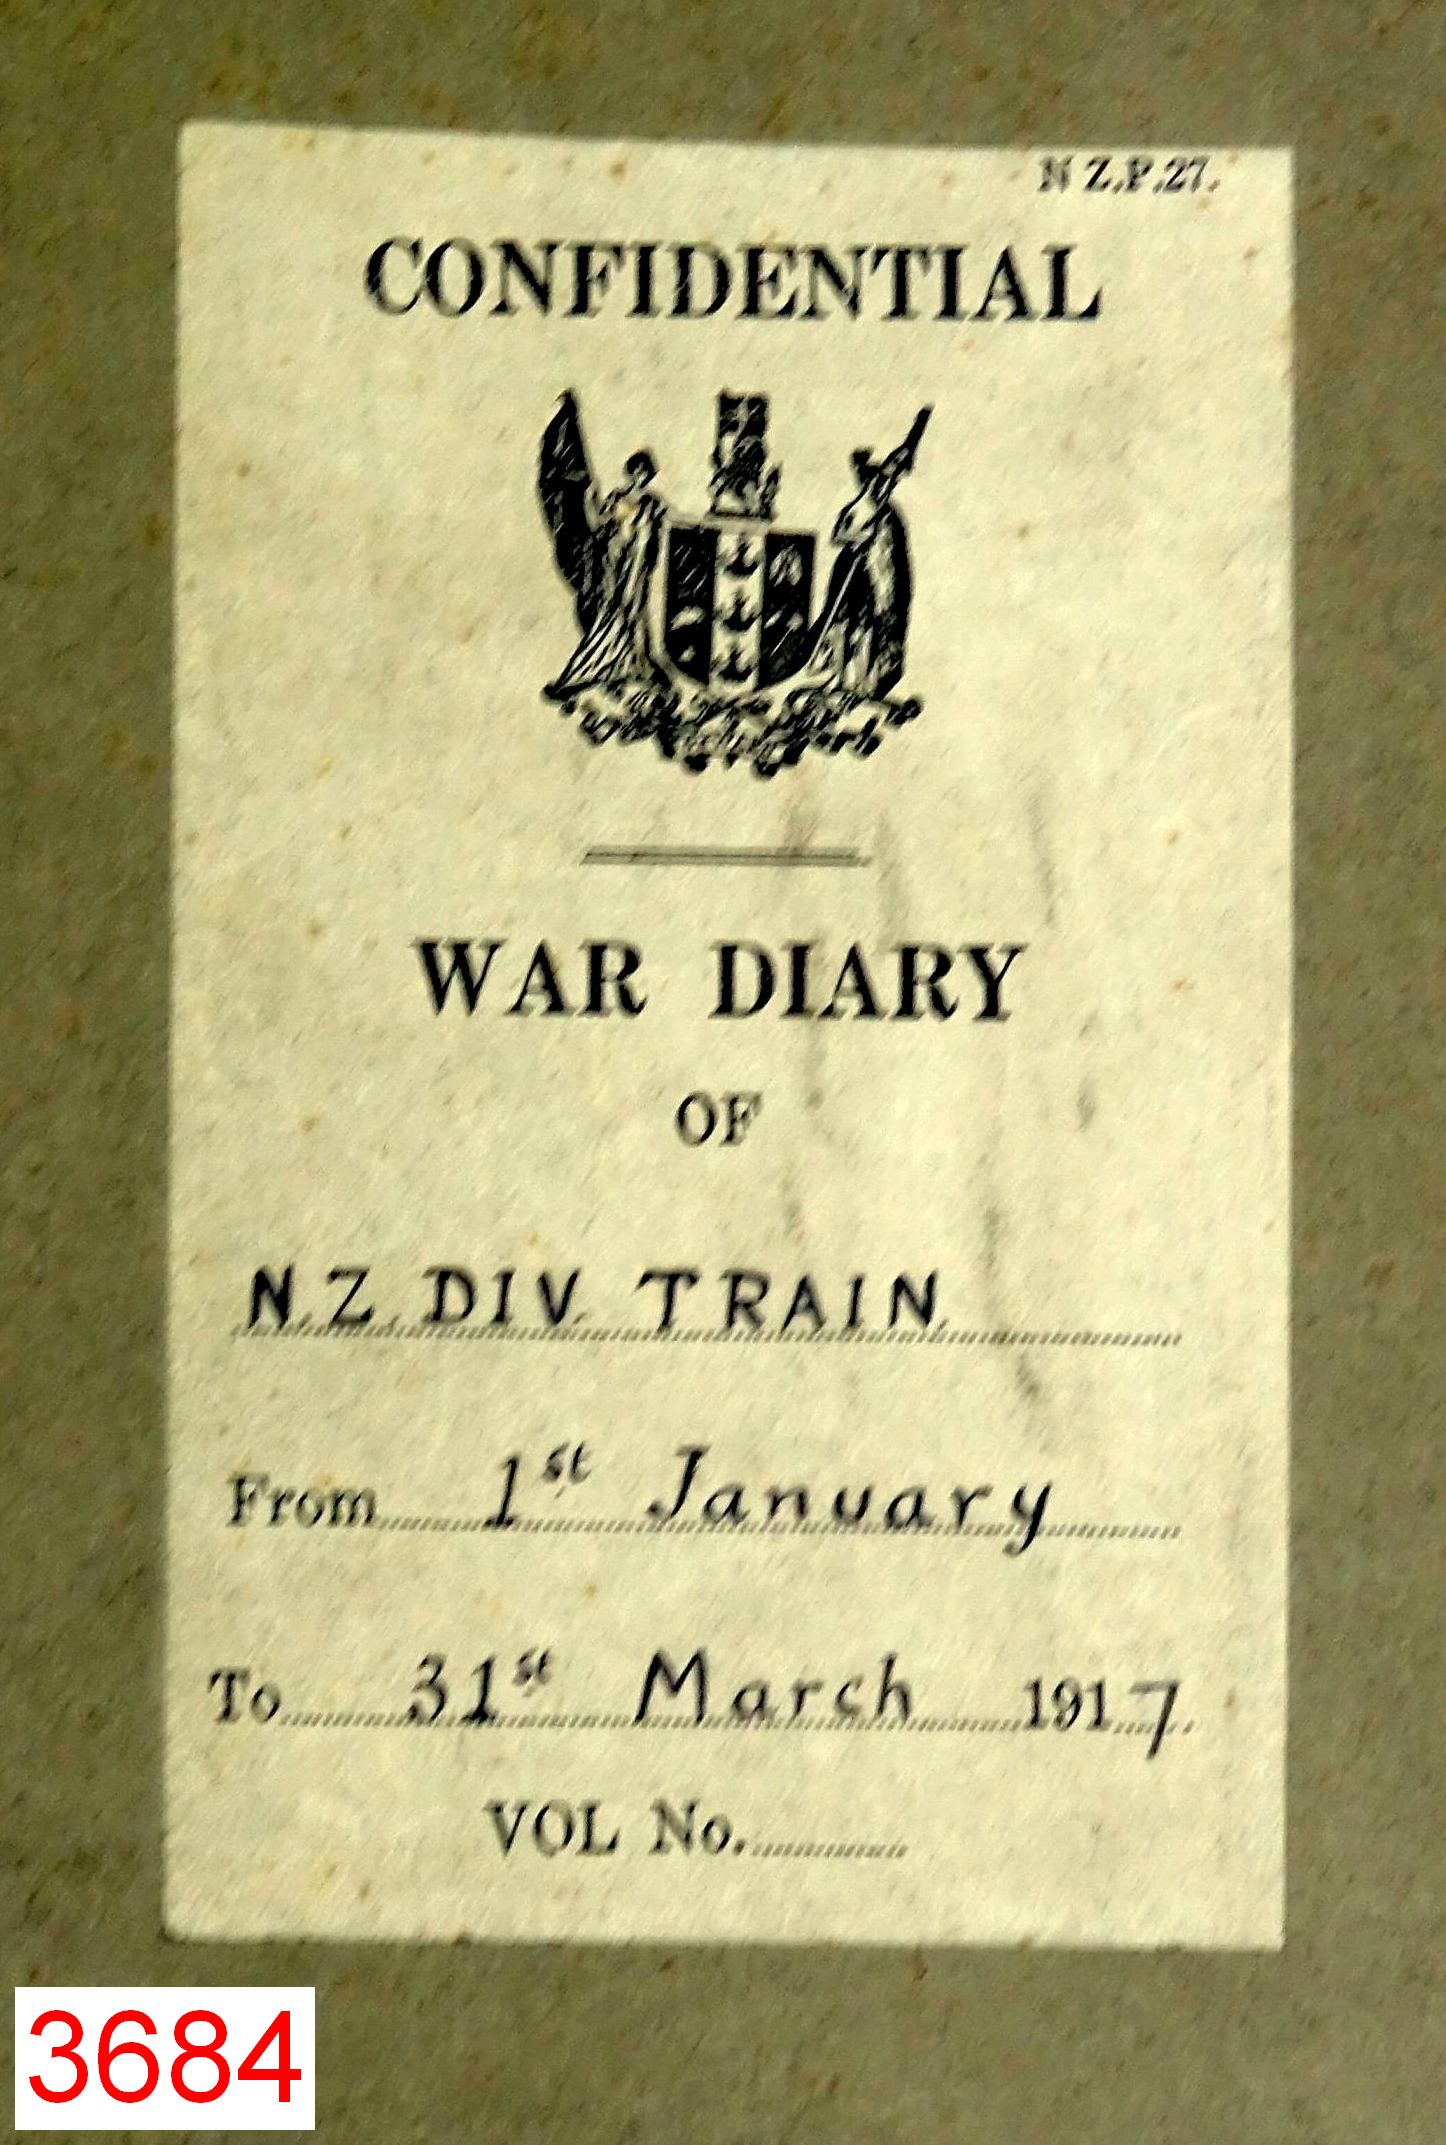 N Z.P.27.
CONFIDENTIAL
WAR DIARY
OF
N.Z. DIV. TRAIN.
From 1st January
To 31st March 1917.
VOL No.
3684